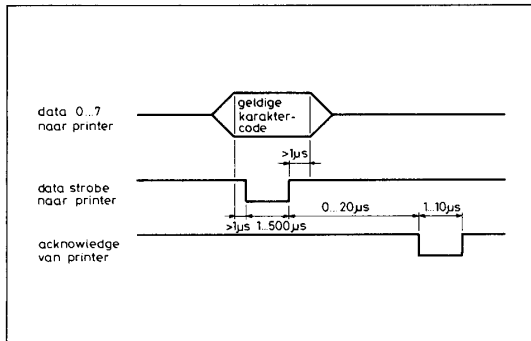 data 0...7
naar printer
geldige
karakter-
code
>1µs
data strobe
naar printer
>1µs 1...500µs
0...20µs
1...10µs
acknowledge
van printer